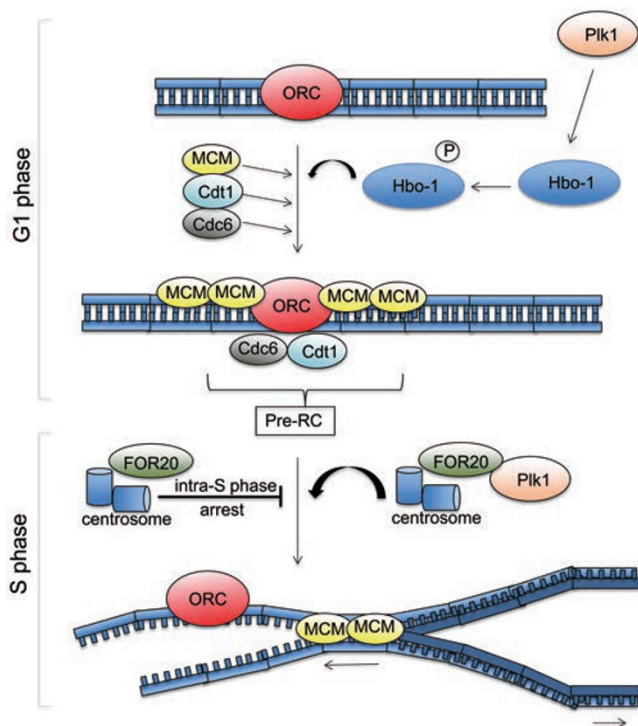 G1 phase
Plk1
ORC
MCM
Cdt1
Cdc6
P
Hbo-1
Hbo-1
MCM
MCM
ORC
MCM
MCM
Cdc6
Cdt1
Pre-RC
S phase
FOR20
centrosome
intra-S phase
arrest
FOR20
Plk1
centrosome
ORC
MCM
MCM